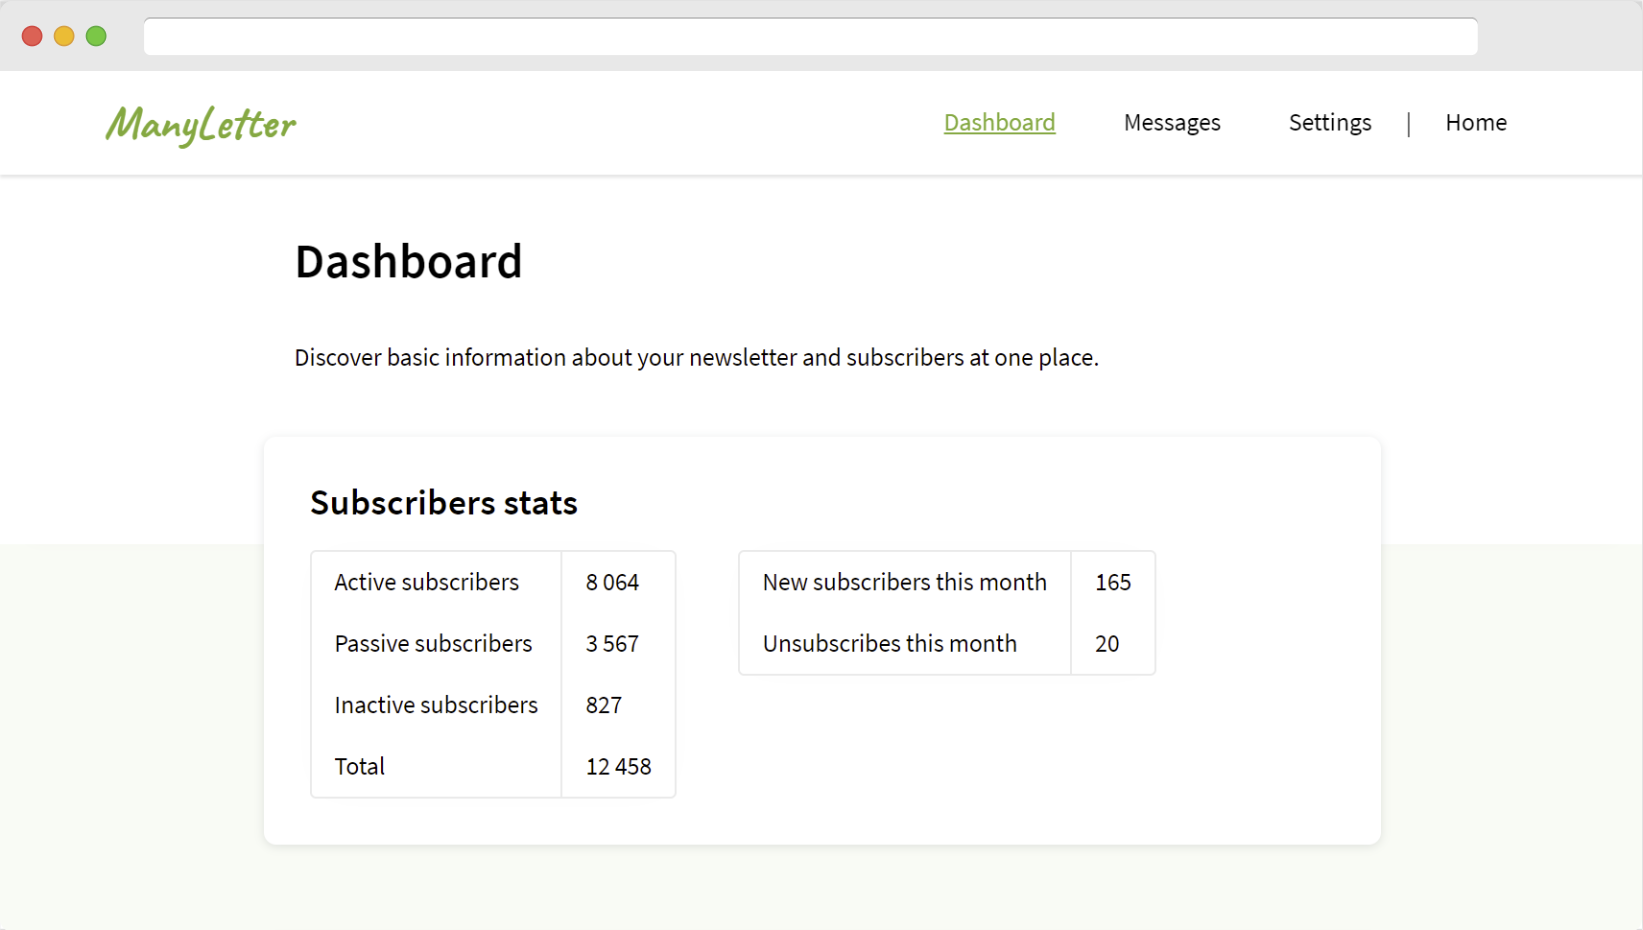 ManyLetter
Dashboard Messages Settings | Home
Dashboard
Discover basic information about your newsletter and subscribers at one place.
Subscribers stats
Active subscribers 8 064
Passive subscribers 3 567
Inactive subscribers 827
Total 12 458
New subscribers this month 165
Unsubscribes this month 20